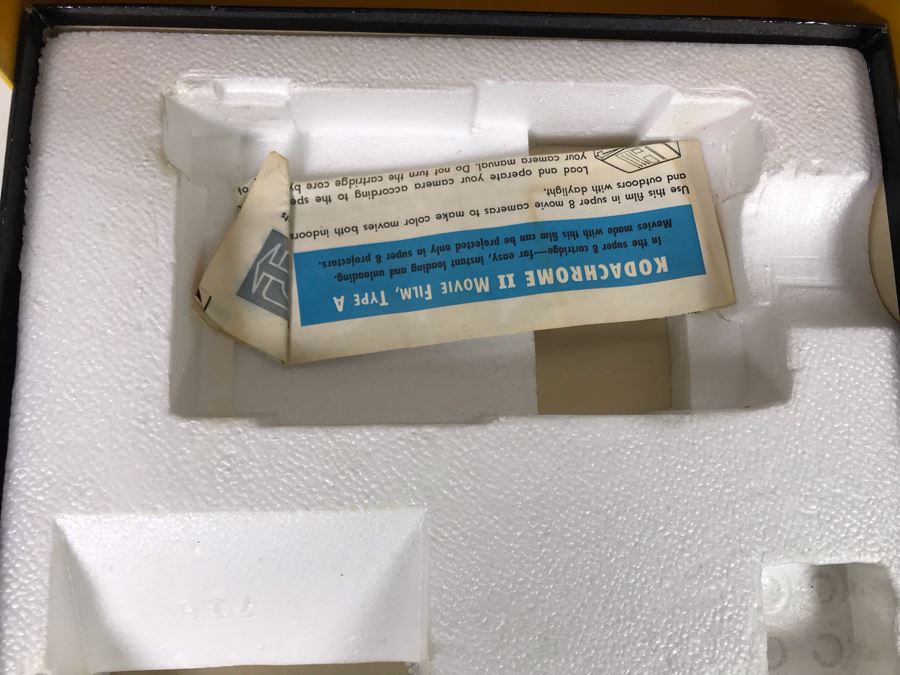 KODACHROME II MOVIE FILM, TYPE A
In the super 8 cartridge—for easy, instant loading and unloading.
Movies made with this film can be projected only in super 8 projectors.
Use this film in super 8 movie cameras to make color movies both indoors
and outdoors with daylight.
Load and operate your camera according to the spe
your camera manual. Do not turn the cartridge core by